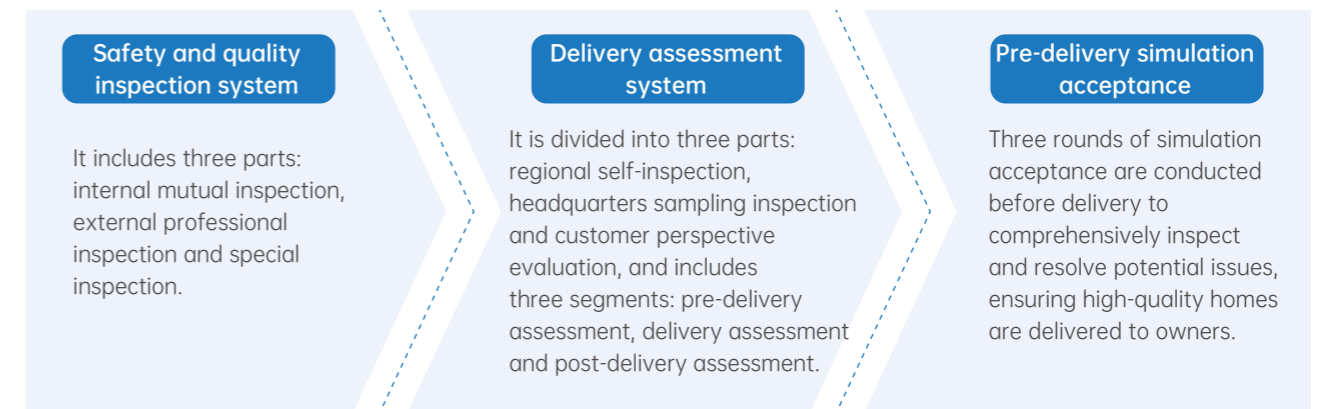 Safety and quality
inspection system
It includes three parts:
internal mutual inspection,
external professional
inspection and special
inspection.
Delivery assessment
system
It is divided into three parts:
regional self-inspection,
headquarters sampling inspection
and customer perspective
evaluation, and includes
three segments: pre-delivery
assessment, delivery assessment
and post-delivery assessment.
Pre-delivery simulation
acceptance
Three rounds of simulation
acceptance are conducted
before delivery to
comprehensively inspect
and resolve potential issues,
ensuring high-quality homes
are delivered to owners.